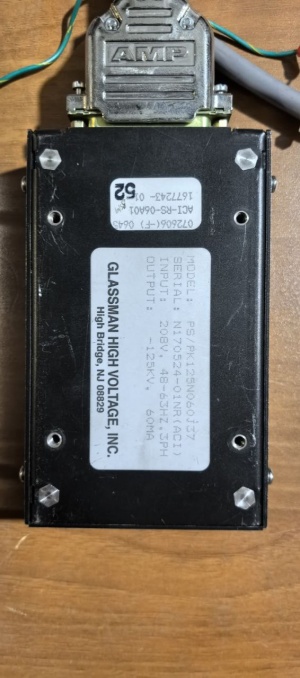 AMP
072606(-F) 0645
ACI-RS-06A01
1677243- 01
52
MODEL: PS/PK125N060J37
SERIAL: N170524-01NR(ACI)
INPUT: 208V, 48-63HZ,3PH
OUTPUT: -125KV, 60MA
GLASSMAN HIGH VOLTAGE, INC.
High Bridge, NJ 08829